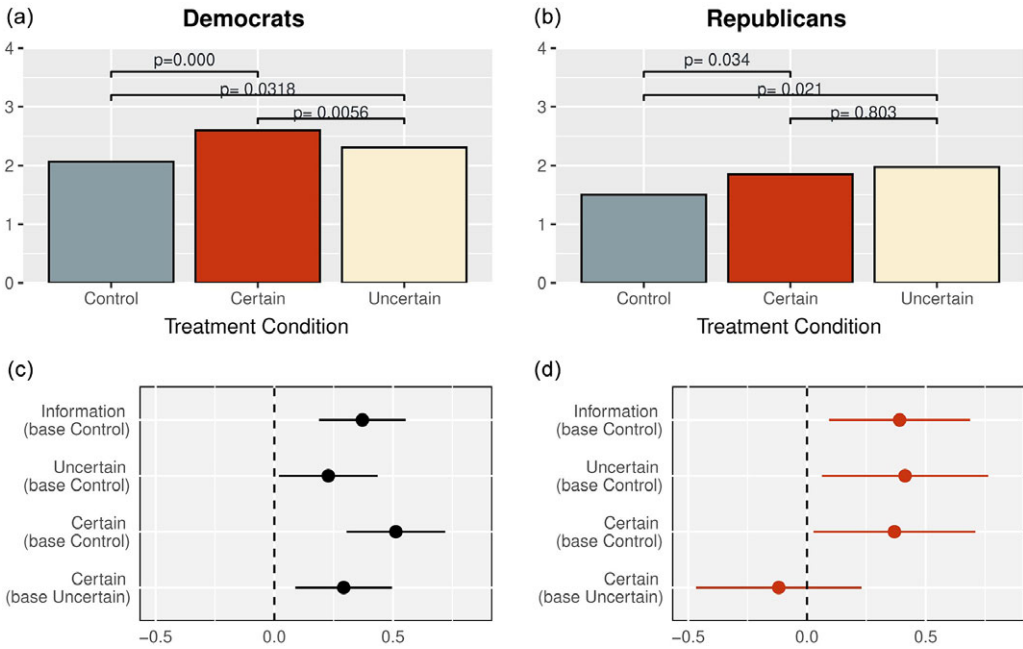 (a)
Democrats
4
3
2
1
0
p=0.000
p= 0.0318
p= 0.0056
Control
Certain
Uncertain
Treatment Condition
(b)
Republicans
4
3
2
1
0
p= 0.034
p= 0.021
p= 0.803
Control
Certain
Uncertain
Treatment Condition
(c)
Information
(base Control)
Uncertain
(base Control)
Certain
(base Control)
Certain
(base Uncertain)
−0.5
0.0
0.5
(d)
Information
(base Control)
Uncertain
(base Control)
Certain
(base Control)
Certain
(base Uncertain)
−0.5
0.0
0.5